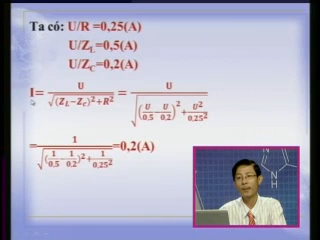 Ta có: U/R =0,25(A)
U/Z_L=0,5(A)
U/Z_C=0,2(A)
I= U/√((Z_L−Z_C)²+R²) = U/√((U/0,5−U/0,2)²+U²/0,25²)
= 1/√((1/0,5−1/0,2)²+1/0,25²)=0,2(A)
N
H